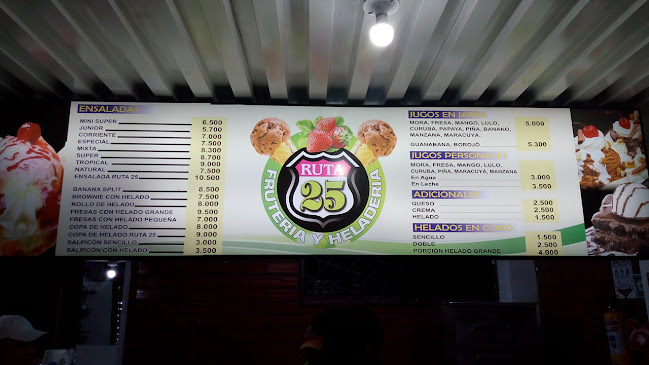 ENSALADAS
MINI SUPER 6.500
JUNIOR 5.700
CORRIENTE 7.000
ESPECIAL 7.500
MIXTA 8.300
SUPER 8.700
TROPICAL 9.000
NATURAL 7.500
ENSALADA RUTA 25 10.500
BANANA SPLIT 8.500
BROWNIE CON HELADO 7.500
ROLLO DE HELADO 8.000
FRESAS CON HELADO GRANDE 9.500
FRESAS CON HELADO PEQUEÑA 7.000
COPA DE HELADO 8.000
COPA DE HELADO RUTA 25 9.000
SALPICÓN SENCILLO 3.000
SALPICÓN CON HELADO 3.500
RUTA
25
FRUTERIA Y HELADERIA
JUGOS EN JARRA
MORA, FRESA, MANGO, LULO, 5.000
CURUBA, PAPAYA, PIÑA, BANANO,
MANZANA, MARACUYA,
GUANABANA, BOROJÓ 5.300
JUGOS PERSONALES
MORA, FRESA, MANGO, LULO,
CURUBA, PIÑA, MARACUYÁ, MANZANA
En Agua 3.000
En Leche 3.500
ADICIONALES
QUESO 2.500
CREMA 2.500
HELADO 1.500
HELADOS EN CONO
SENCILLO 1.500
DOBLE 2.500
PORCIÓN HELADO GRANDE 4.000